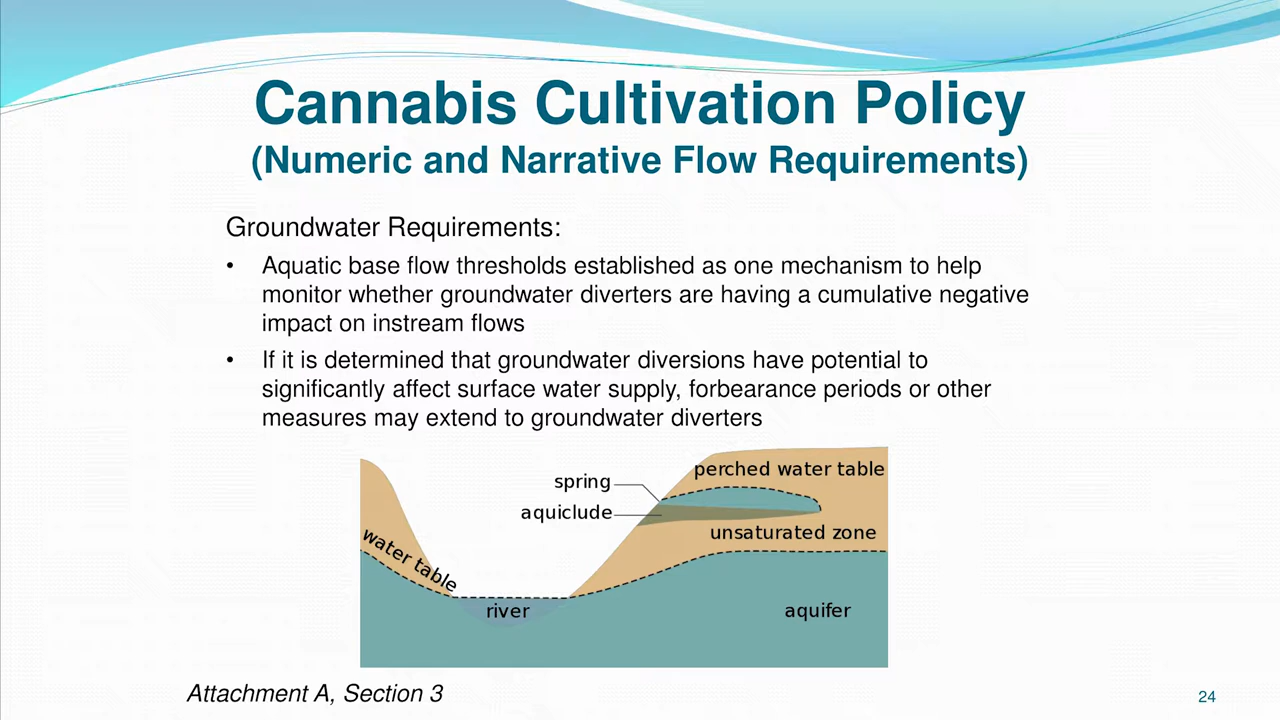 Cannabis Cultivation Policy
(Numeric and Narrative Flow Requirements)
Groundwater Requirements:
• Aquatic base flow thresholds established as one mechanism to help
monitor whether groundwater diverters are having a cumulative negative
impact on instream flows
• If it is determined that groundwater diversions have potential to
significantly affect surface water supply, forbearance periods or other
measures may extend to groundwater diverters
perched water table
spring
aquiclude
unsaturated zone
water table
river
aquifer
Attachment A, Section 3
24